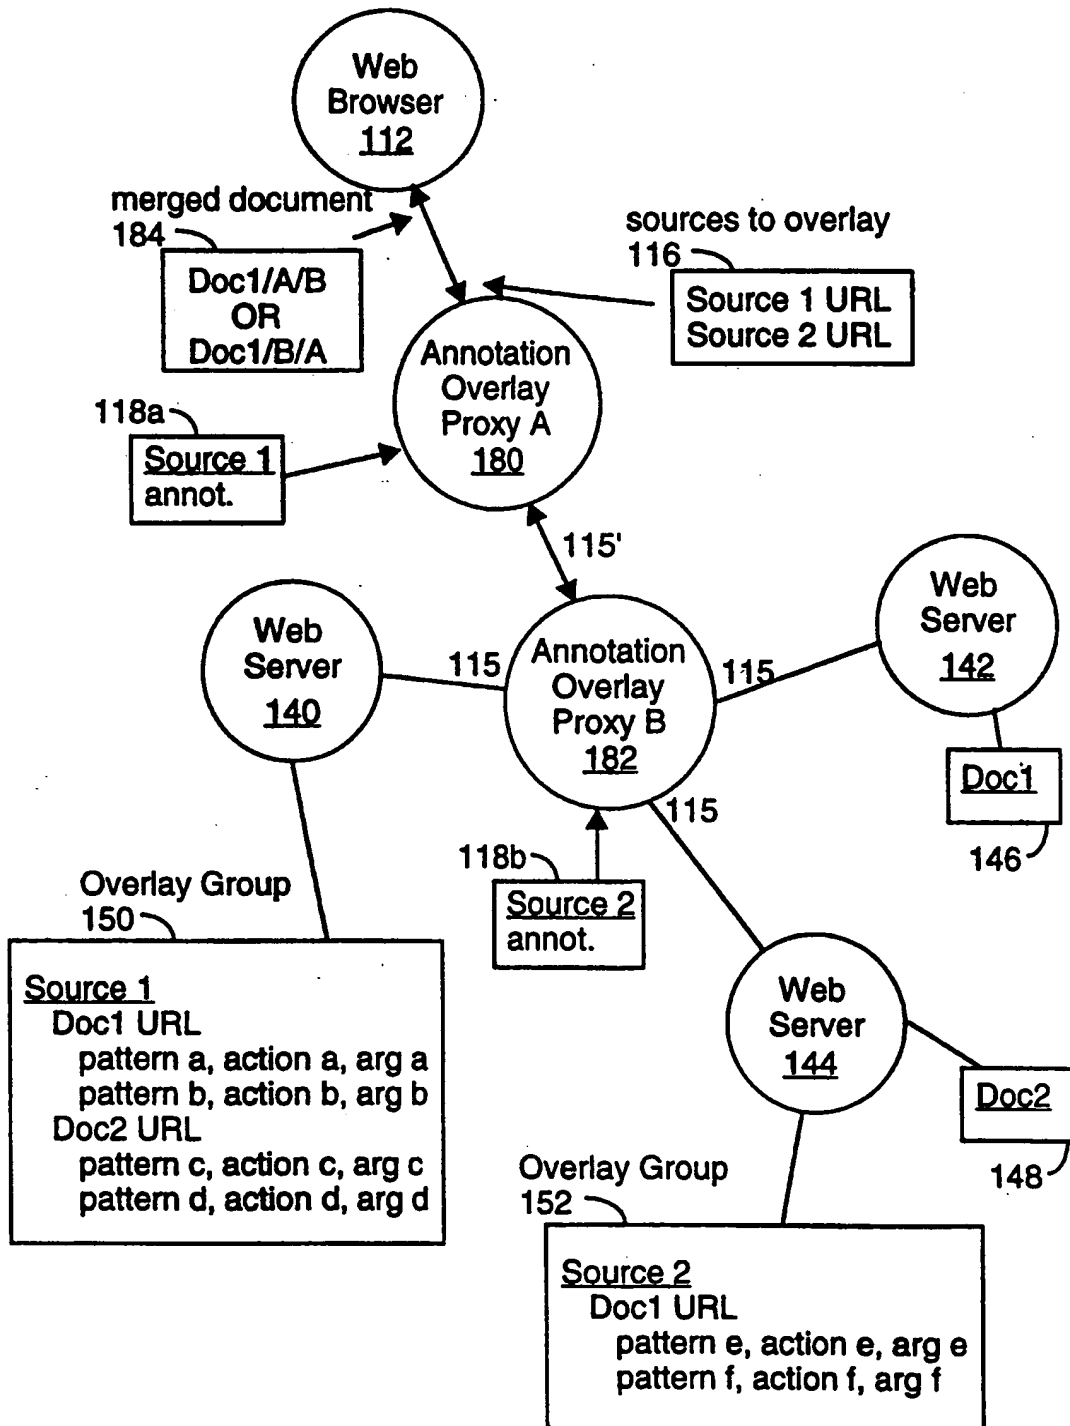 Web
Browser
112
merged document
184
Doc1/A/B
OR
Doc1/B/A
sources to overlay
116
Source 1 URL
Source 2 URL
Annotation
Overlay
Proxy A
180
118a
Source 1
annot.
115'
Web
Server
140
115
Annotation
Overlay
Proxy B
182
115
Web
Server
142
Doc1
146
115
118b
Source 2
annot.
Overlay Group
150
Source 1
Doc1 URL
pattern a, action a, arg a
pattern b, action b, arg b
Doc2 URL
pattern c, action c, arg c
pattern d, action d, arg d
Web
Server
144
Doc2
148
Overlay Group
152
Source 2
Doc1 URL
pattern e, action e, arg e
pattern f, action f, arg f